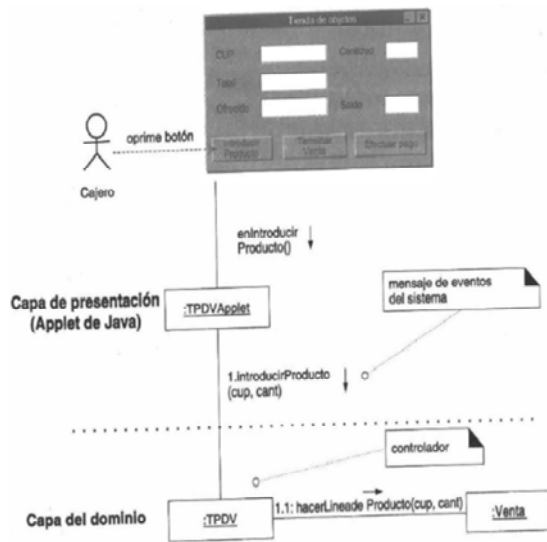 Tienda de objetos
CUP
Cantidad
Total
Ofrecido
Saldo
Introducir
Producto
Terminar
Venta
Efectuar pago
oprime botón
Cajero
enIntroducir
Producto()
mensaje de eventos
del sistema
Capa de presentación
(Applet de Java)
:TPDVApplet
1.introducirProducto
(cup, cant)
controlador
Capa del dominio
:TPDV
1.1: hacerLineade Producto(cup, cant)
:Venta